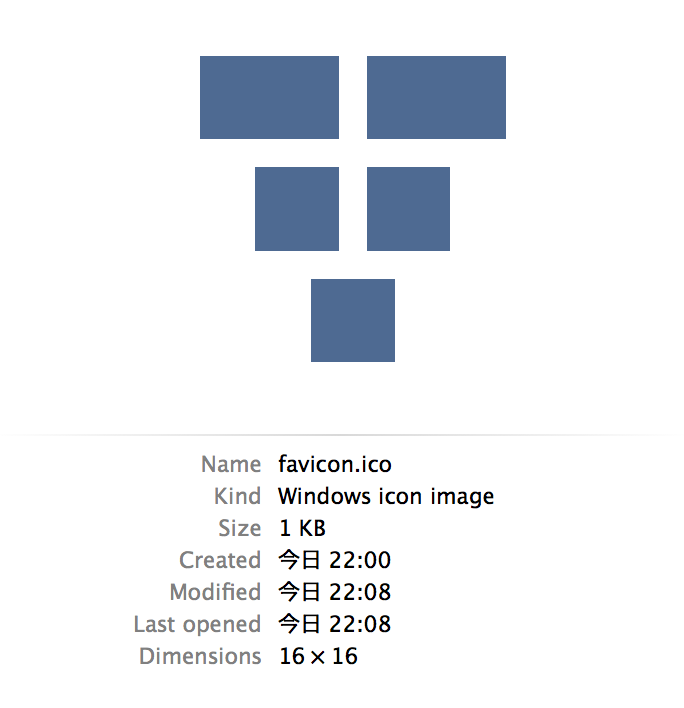 Name favicon.ico
Kind Windows icon image
Size 1 KB
Created 今日 22:00
Modified 今日 22:08
Last opened 今日 22:08
Dimensions 16 × 16